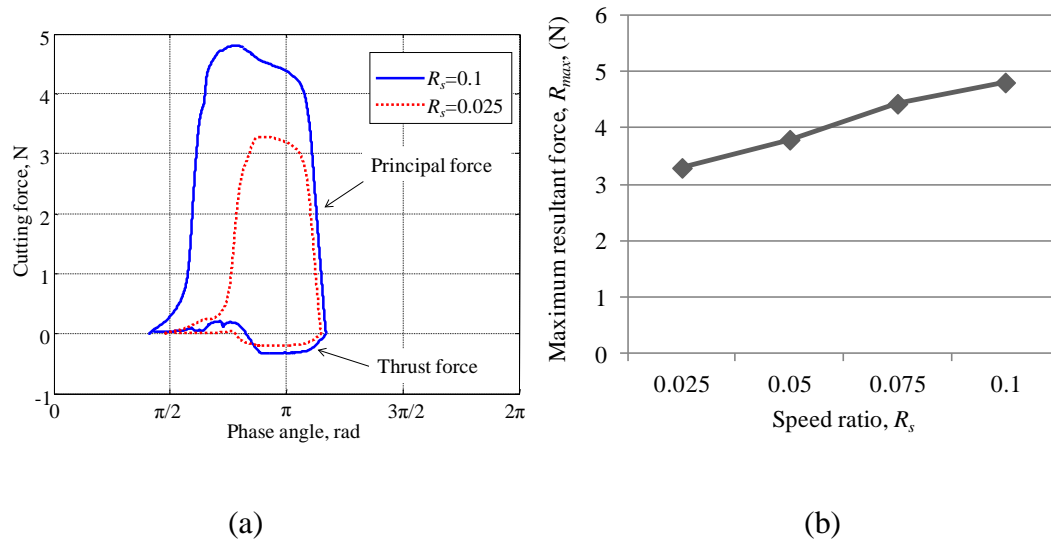 5
4
3
2
1
0
-1
Cutting force, N
R_s=0.1
R_s=0.025
Principal force
Thrust force
0 π/2 π 3π/2 2π
Phase angle, rad
(a)
6
5
4
3
2
1
0
Maximum resultant force, R_max, (N)
0.025 0.05 0.075 0.1
Speed ratio, R_s
(b)